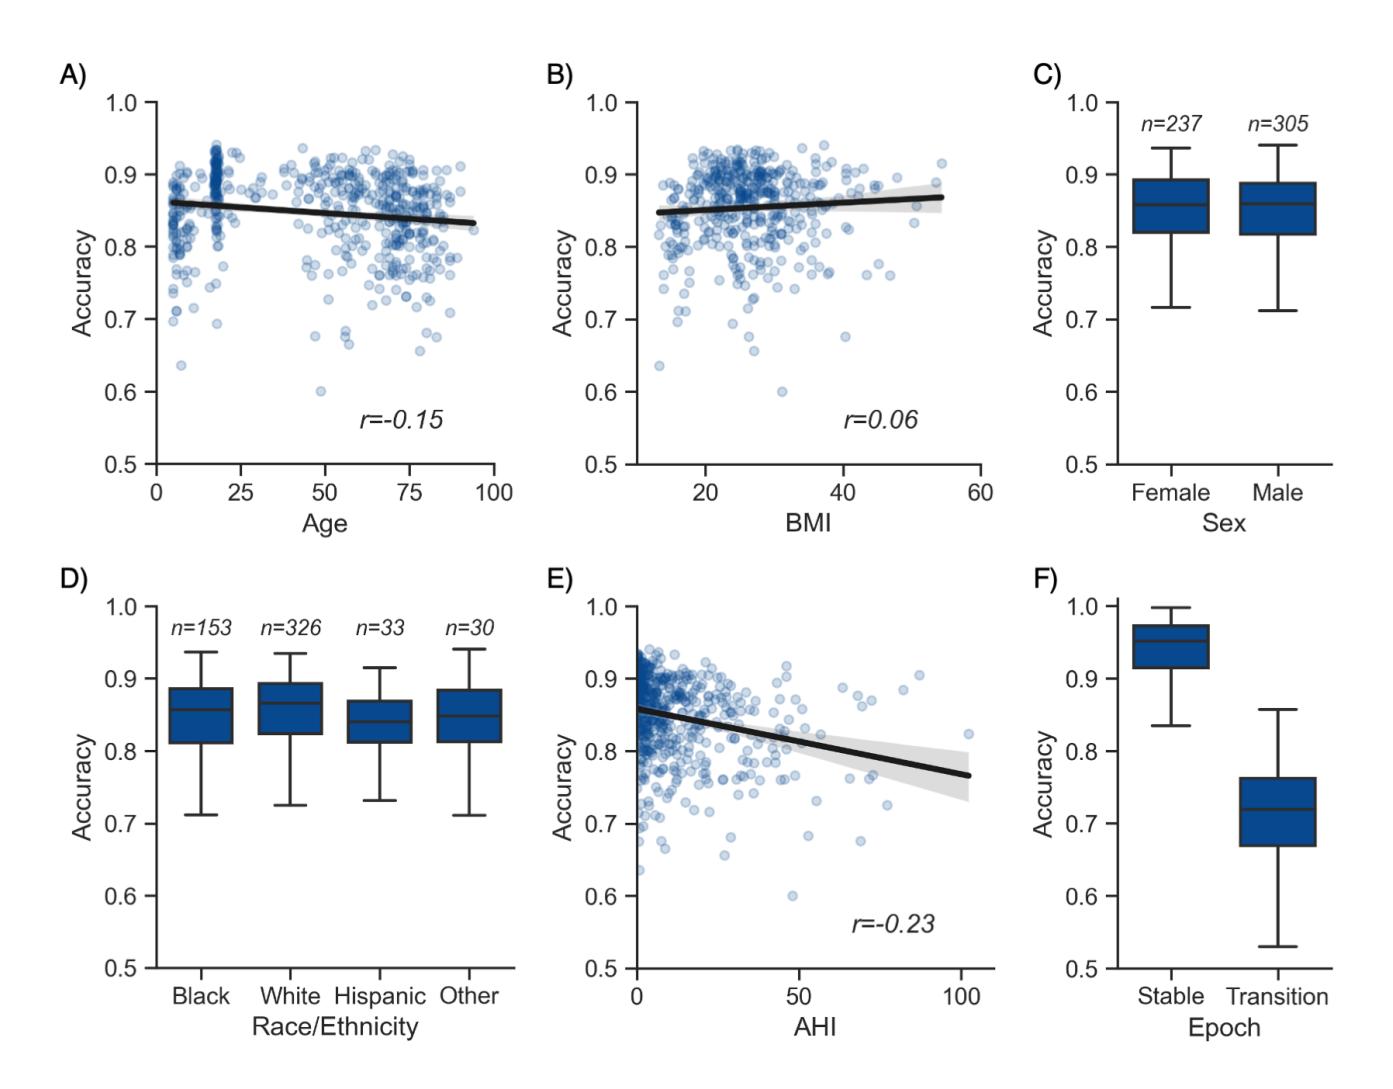 A)
1.0
0.9
0.8
0.7
0.6
0.5
Accuracy
r=-0.15
0 25 50 75 100
Age
B)
1.0
0.9
0.8
0.7
0.6
0.5
Accuracy
r=0.06
20 40 60
BMI
C)
1.0
0.9
0.8
0.7
0.6
0.5
Accuracy
n=237 n=305
Female Male
Sex
D)
1.0
0.9
0.8
0.7
0.6
0.5
Accuracy
n=153 n=326 n=33 n=30
Black White Hispanic Other
Race/Ethnicity
E)
1.0
0.9
0.8
0.7
0.6
0.5
Accuracy
r=-0.23
0 50 100
AHI
F)
1.0
0.9
0.8
0.7
0.6
0.5
Accuracy
Stable Transition
Epoch